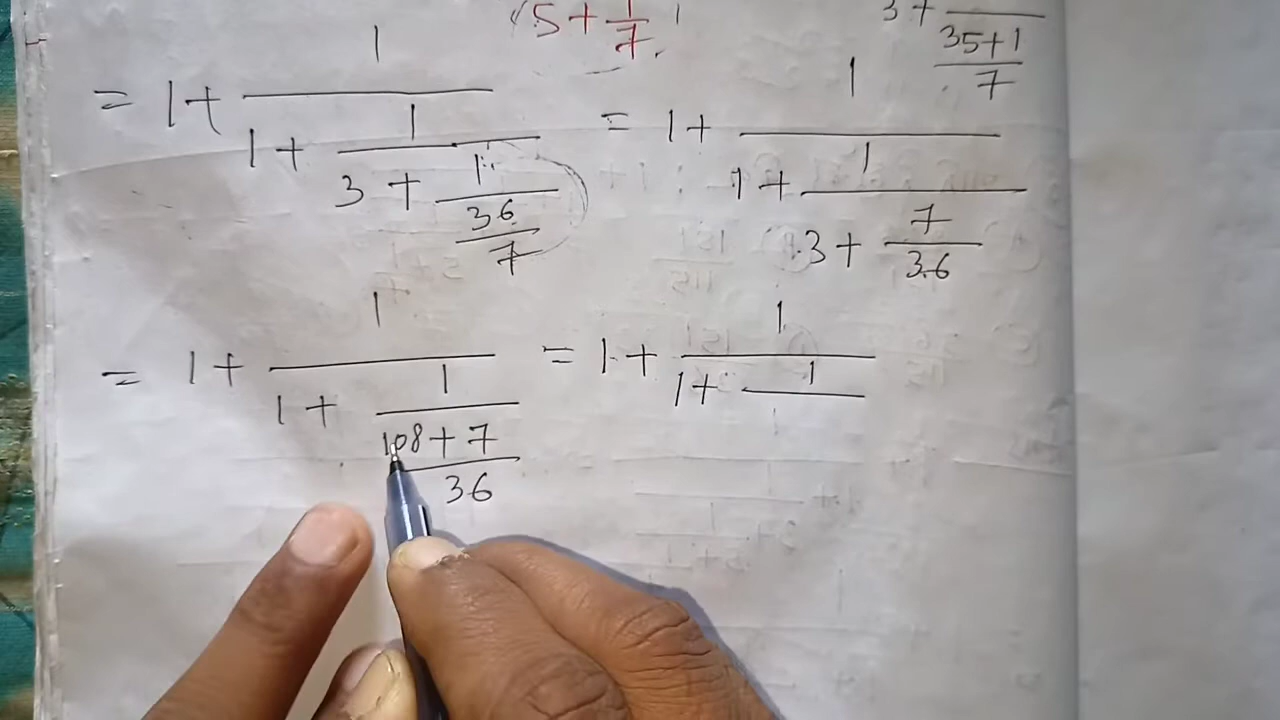 5 + 1/7
3 + 1/((35+1)/7)
= 1 + 1/(1 + 1/(3 + 1/(36/7))) = 1 + 1/(1 + 1/(3 + 7/36))
= 1 + 1/(1 + 1/((108 + 7)/36)) = 1 + 1/(1 + 1/